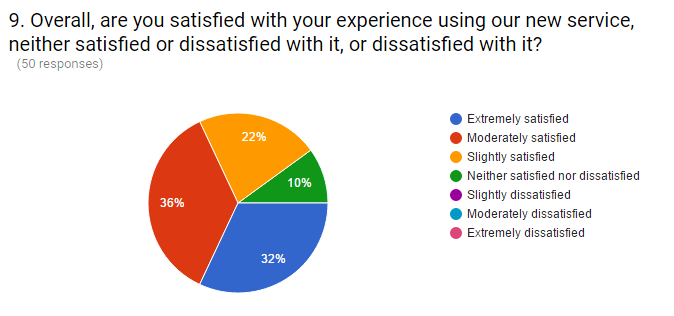 9. Overall, are you satisfied with your experience using our new service,
neither satisfied or dissatisfied with it, or dissatisfied with it?
(50 responses)
22%
10%
36%
32%
Extremely satisfied
Moderately satisfied
Slightly satisfied
Neither satisfied nor dissatisfied
Slightly dissatisfied
Moderately dissatisfied
Extremely dissatisfied